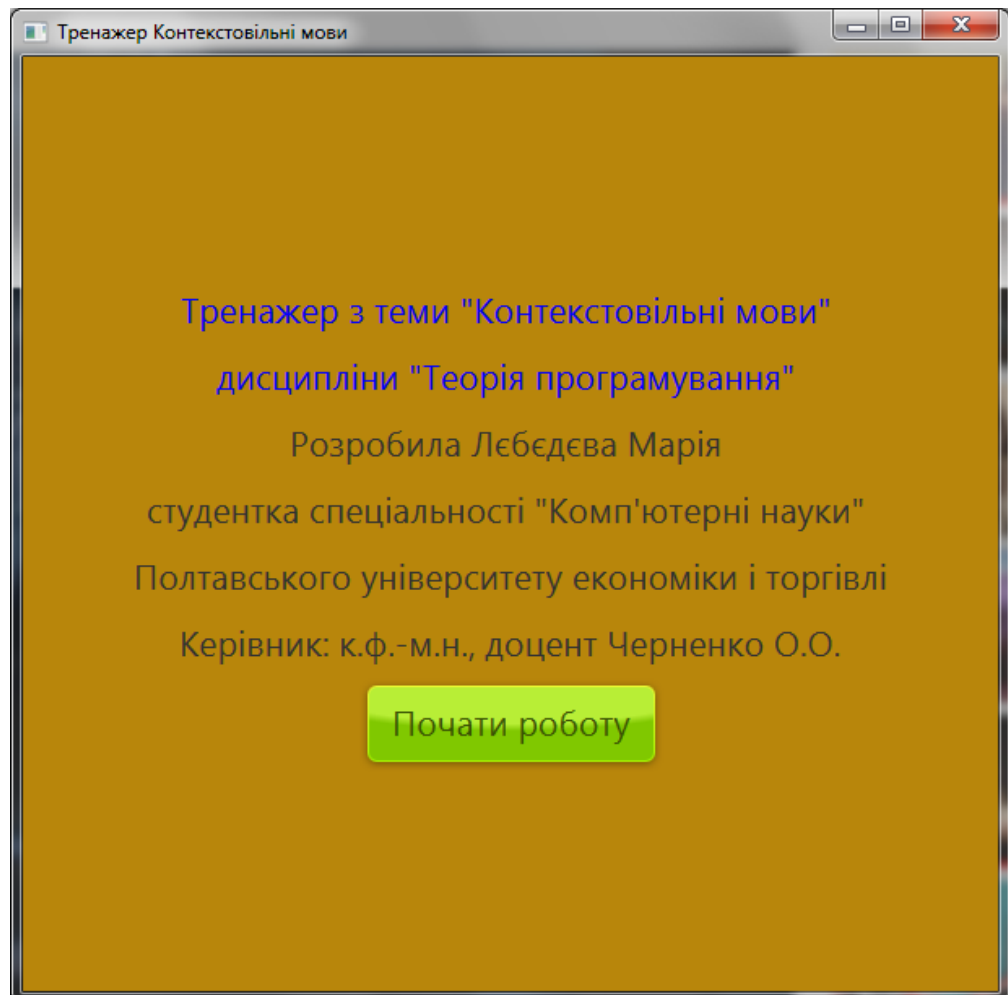 Тренажер Контекстовільні мови
Тренажер з теми "Контекстовільні мови"
дисципліни "Теорія програмування"
Розробила Лєбєдєва Марія
студентка спеціальності "Комп'ютерні науки"
Полтавського університету економіки і торгівлі
Керівник: к.ф.-м.н., доцент Черненко О.О.
Почати роботу